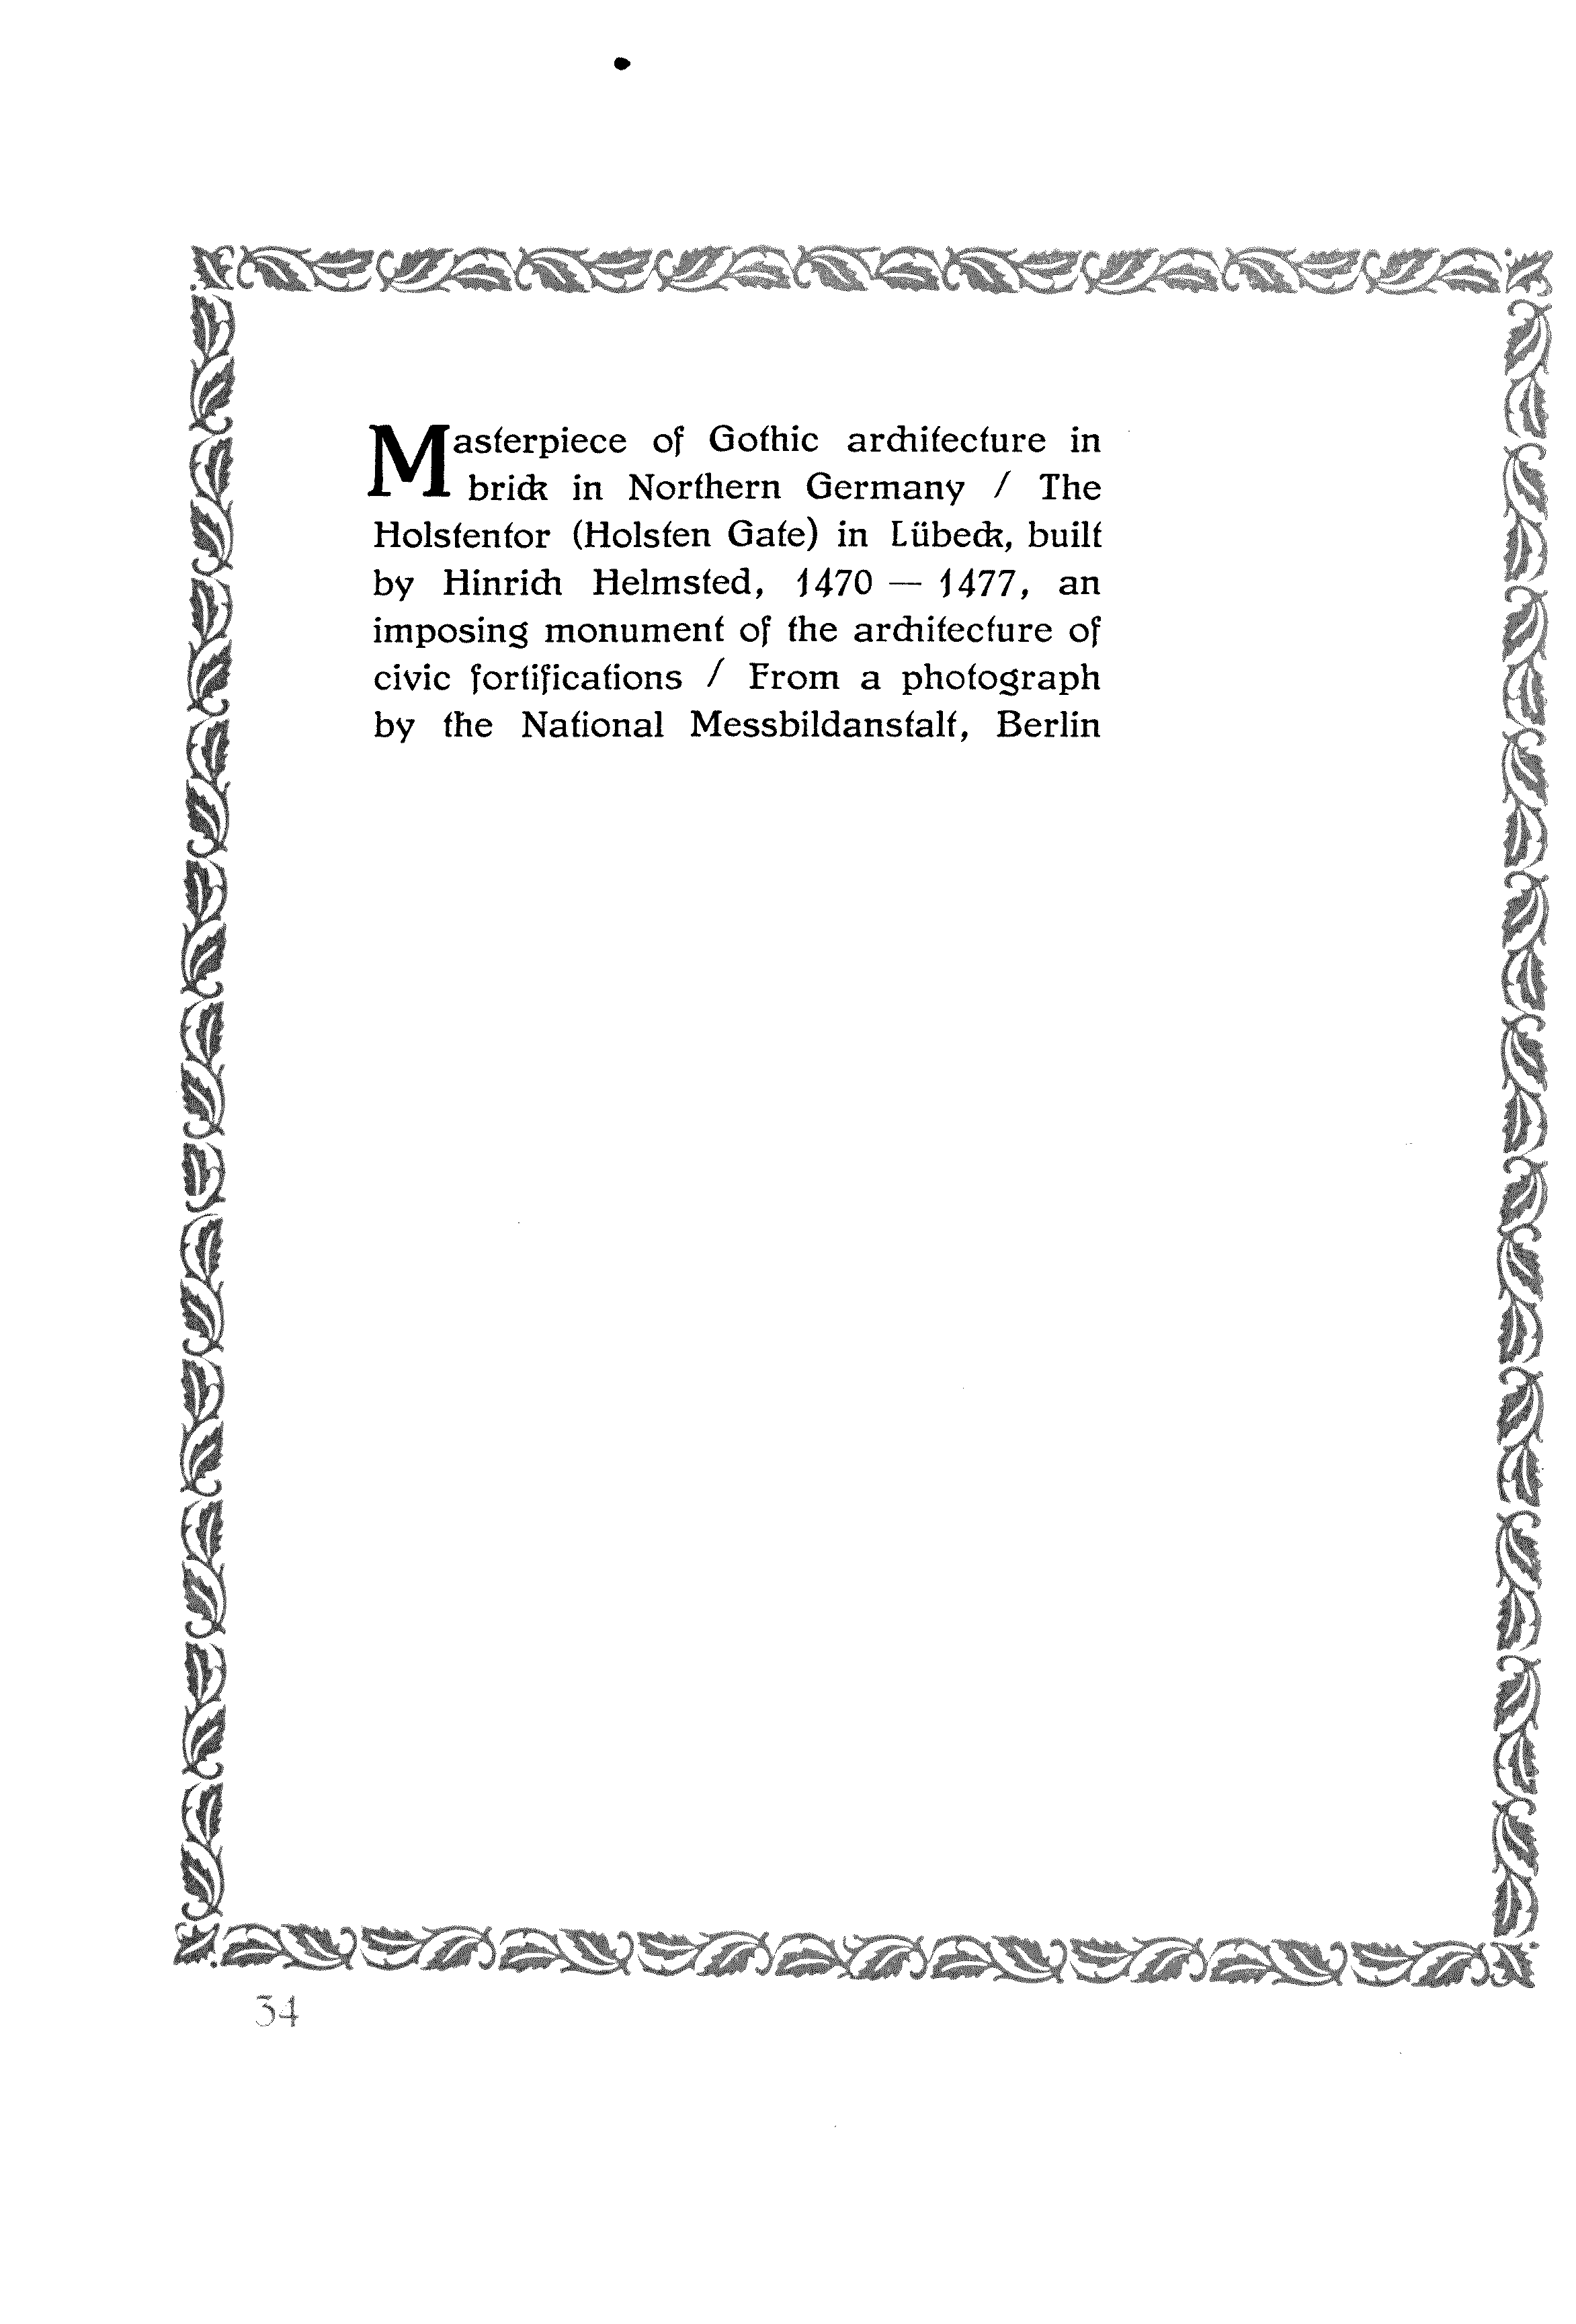 Masterpiece of Gothic architecture in
brick in Northern Germany / The
Holstentor (Holsten Gate) in Lübeck, built
by Hinrich Helmsted, 1470 — 1477, an
imposing monument of the architecture of
civic fortifications / From a photograph
by the National Messbildanstalt, Berlin
34